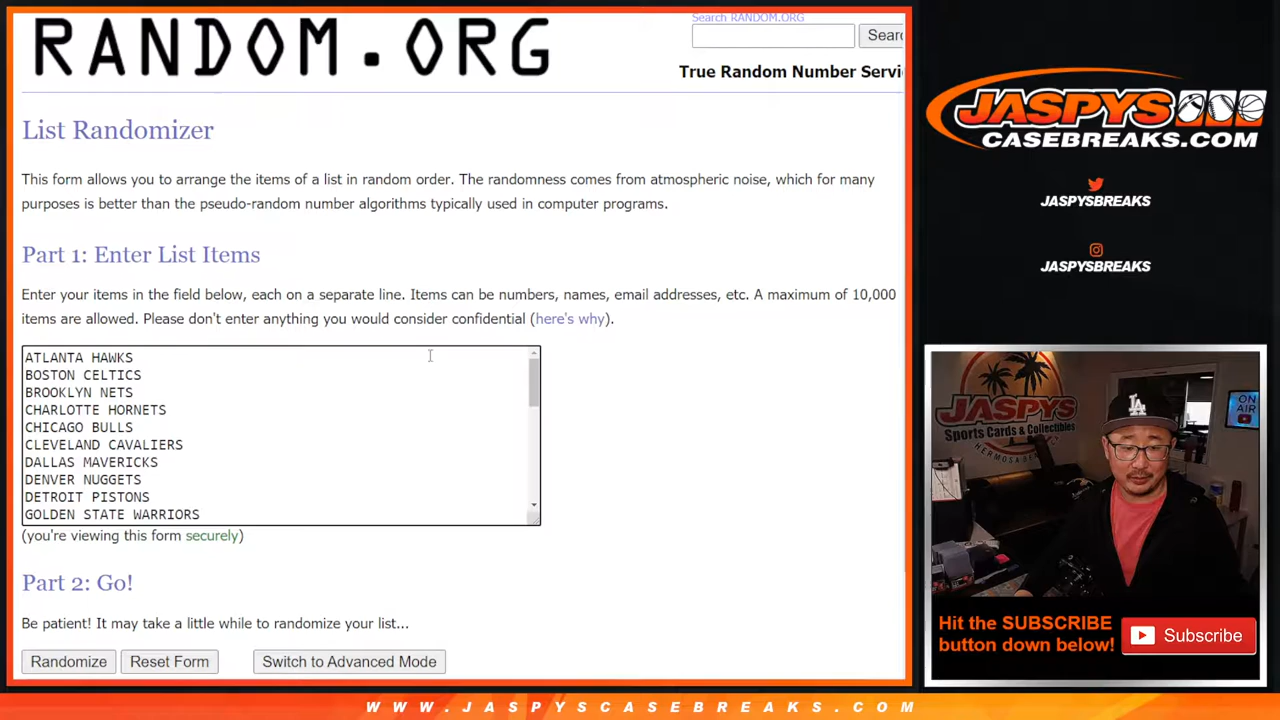 RANDOM.ORG
Search RANDOM.ORG
Searc
True Random Number Servi
List Randomizer
This form allows you to arrange the items of a list in random order. The randomness comes from atmospheric noise, which for many
purposes is better than the pseudo-random number algorithms typically used in computer programs.
Part 1: Enter List Items
Enter your items in the field below, each on a separate line. Items can be numbers, names, email addresses, etc. A maximum of 10,000
items are allowed. Please don't enter anything you would consider confidential (here's why).
ATLANTA HAWKS
BOSTON CELTICS
BROOKLYN NETS
CHARLOTTE HORNETS
CHICAGO BULLS
CLEVELAND CAVALIERS
DALLAS MAVERICKS
DENVER NUGGETS
DETROIT PISTONS
GOLDEN STATE WARRIORS
(you're viewing this form securely)
Part 2: Go!
Be patient! It may take a little while to randomize your list...
Randomize
Reset Form
Switch to Advanced Mode
JASPYS
CASEBREAKS.COM
JASPYSBREAKS
JASPYSBREAKS
JASPYS
Sports Cards & Collectibles
HERMOSA BEACH
ON
AIR
LA
Hit the SUBSCRIBE
button down below!
Subscribe
WWW.JASPYSCASEBREAKS.COM